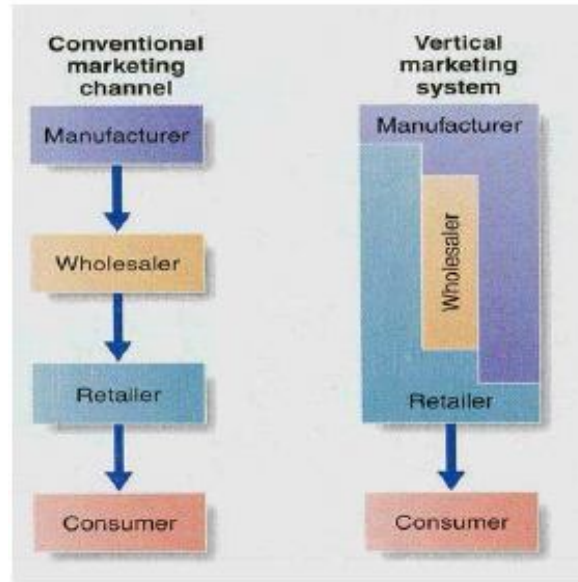 Conventional
marketing
channel
Manufacturer
Wholesaler
Retailer
Consumer
Vertical
marketing
system
Manufacturer
Wholesaler
Retailer
Consumer